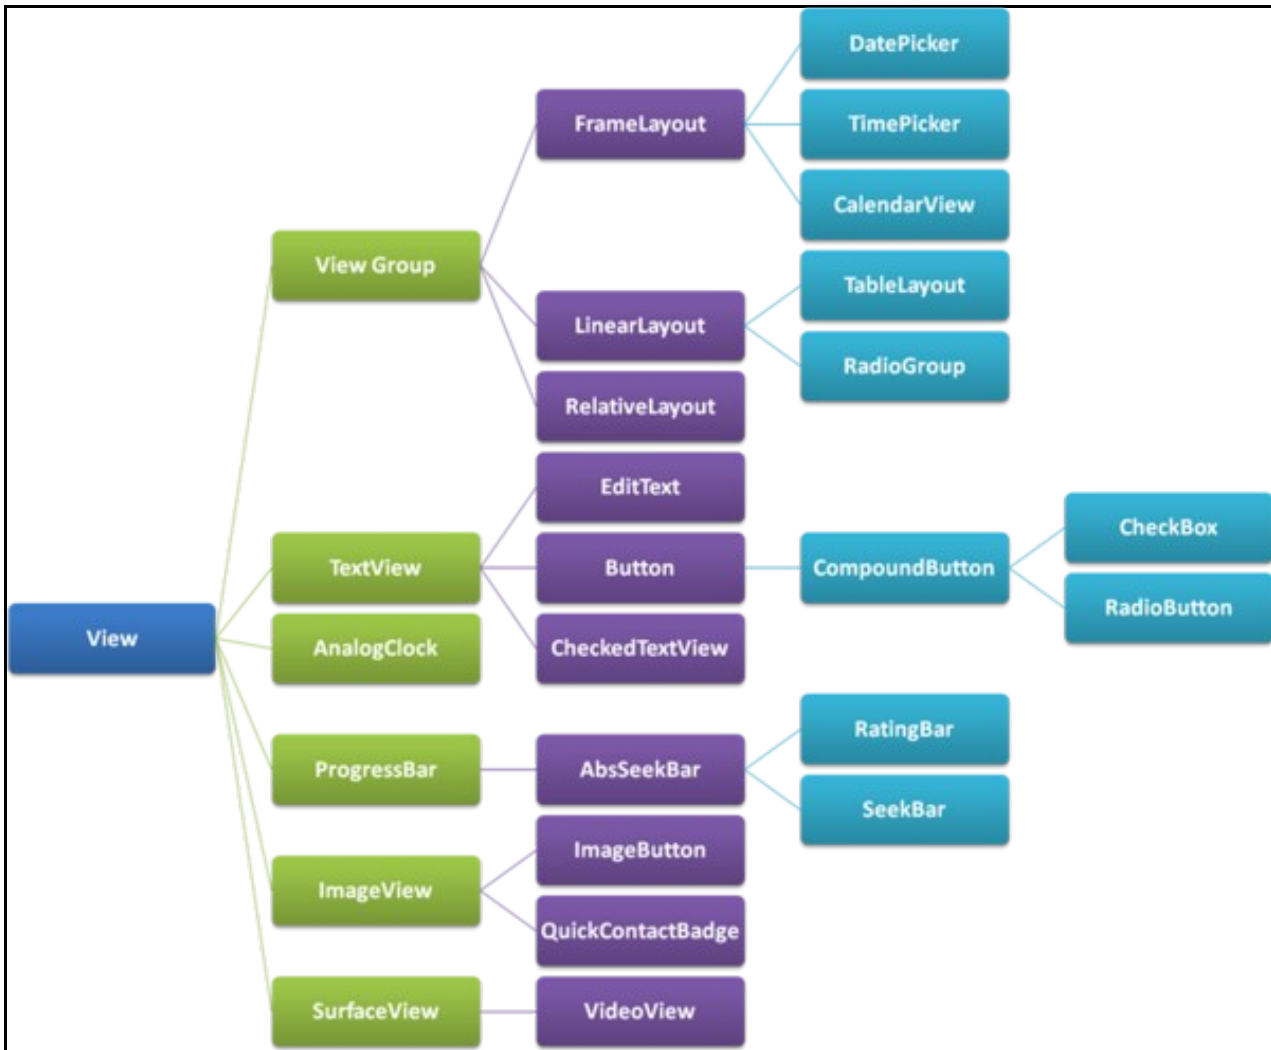 DatePicker
FrameLayout
TimePicker
CalendarView
View Group
TableLayout
LinearLayout
RadioGroup
RelativeLayout
EditText
CheckBox
TextView
Button
CompoundButton
RadioButton
View
AnalogClock
CheckedTextView
RatingBar
ProgressBar
AbsSeekBar
SeekBar
ImageButton
ImageView
QuickContactBadge
SurfaceView
VideoView